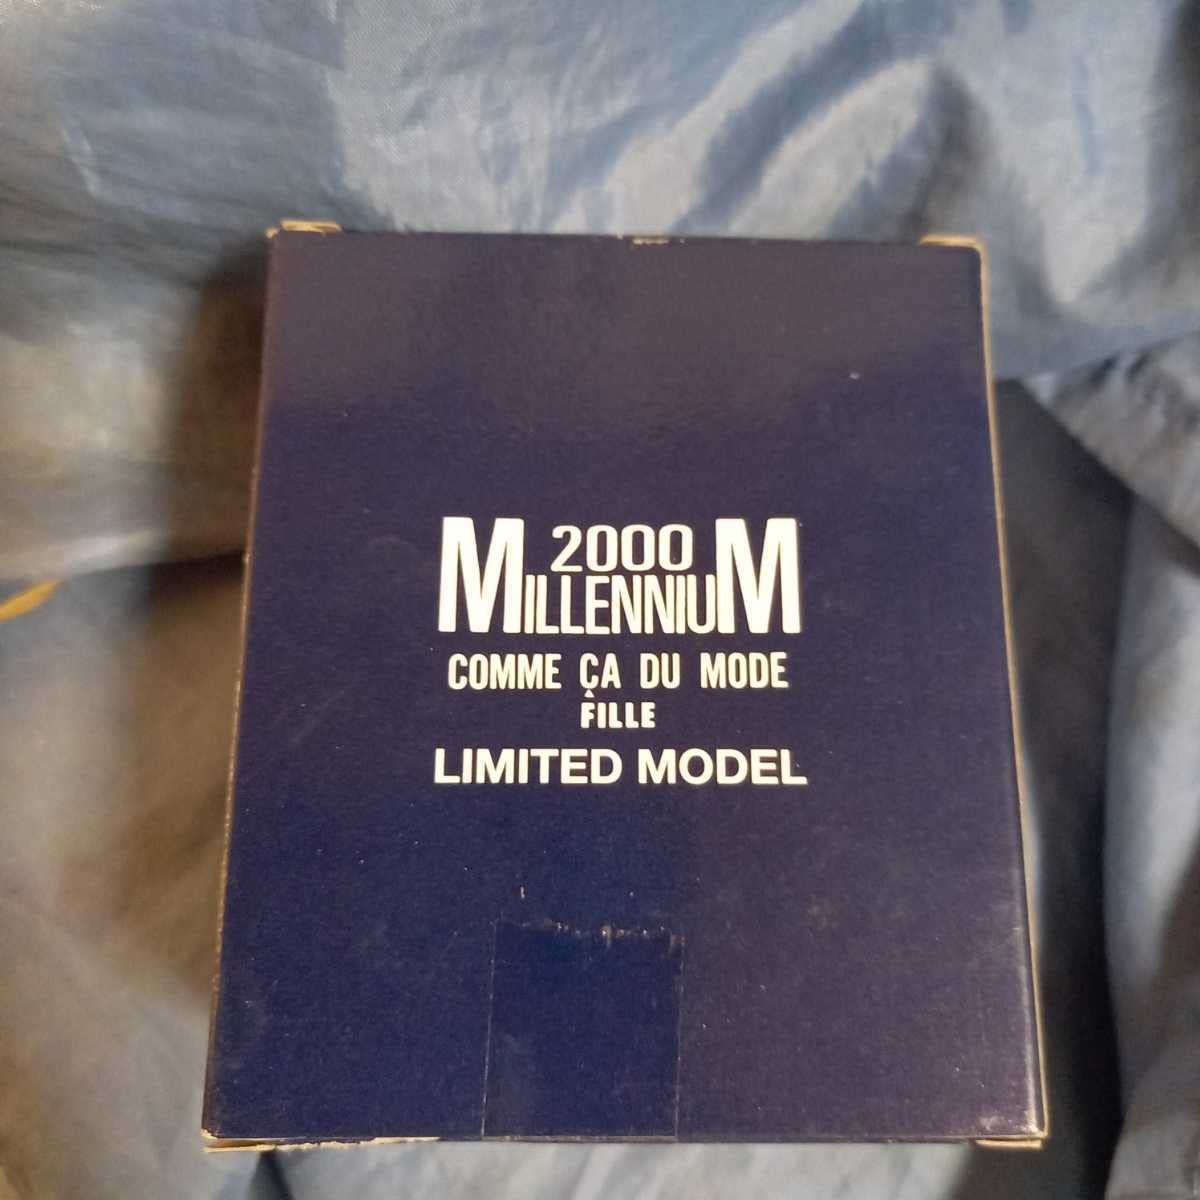 2000
MILLENNIUM
COMME ÇA DU MODE
FILLE
LIMITED MODEL